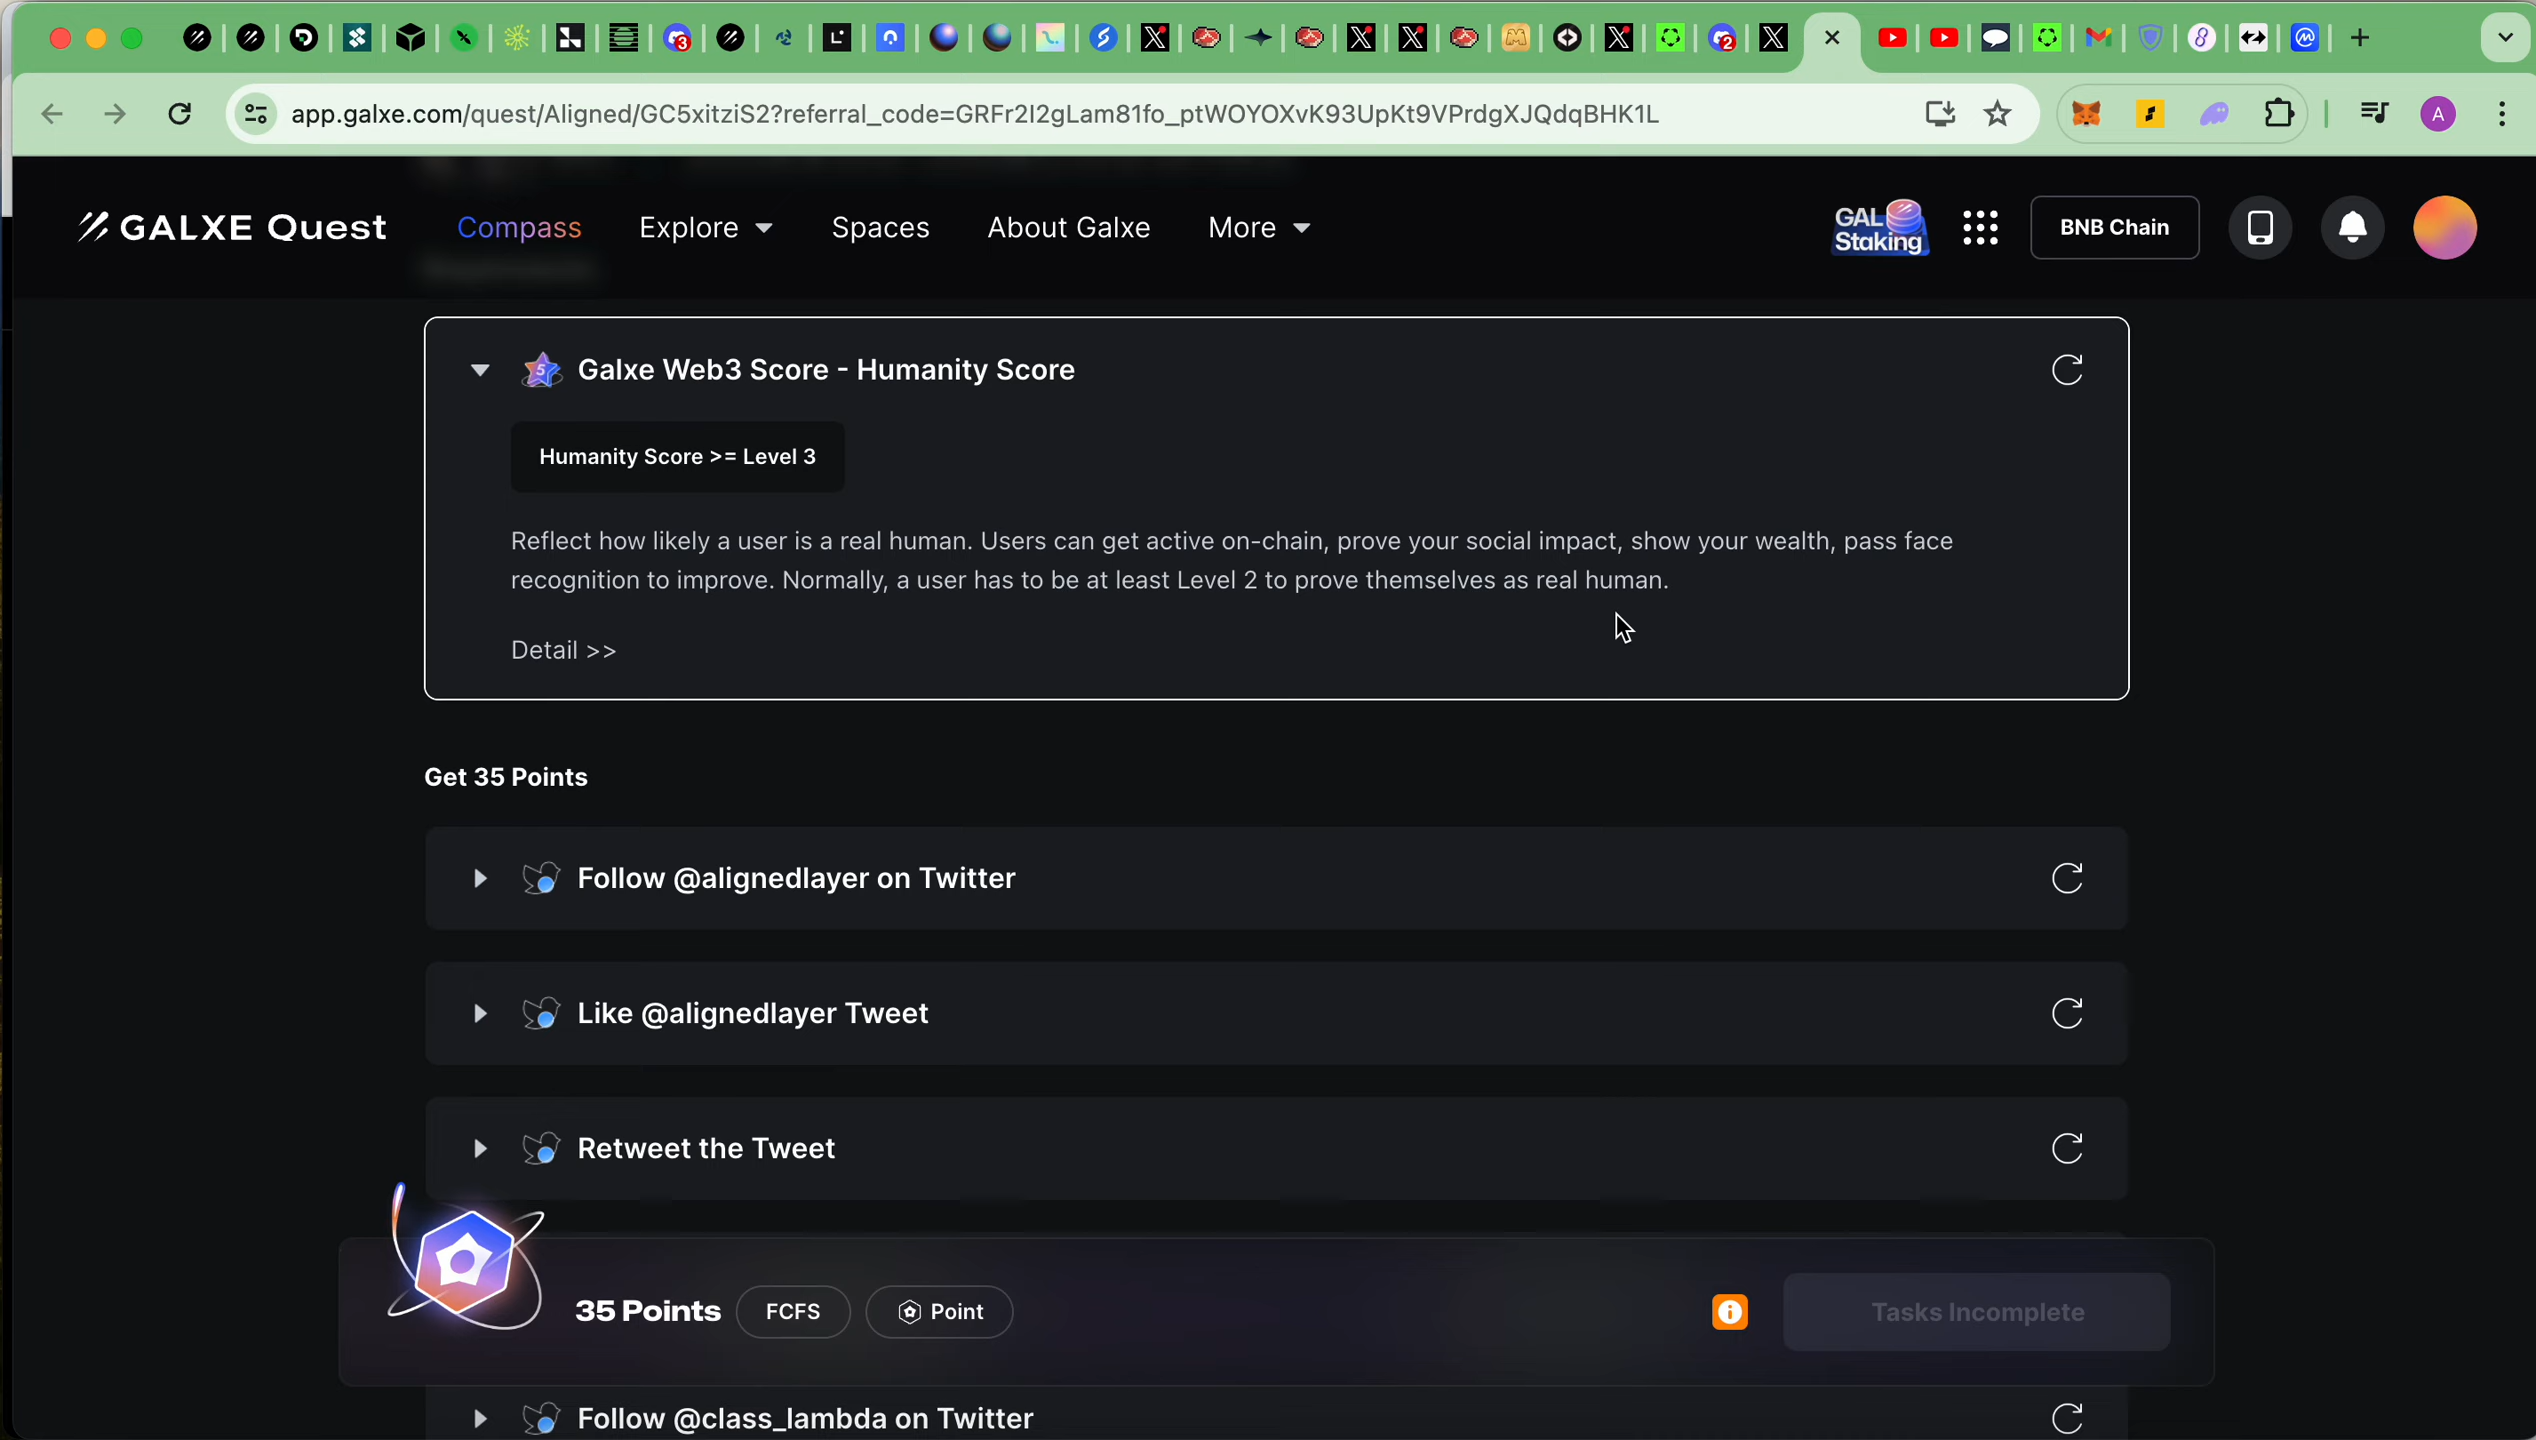 app.galxe.com/quest/Aligned/GC5xitziS2?referral_code=GRFr2I2gLam81fo_ptWOYOXvK93UpKt9VPrdgXJQdqBHK1L
A
GALXE Quest
Compass
Explore
Spaces
About Galxe
More
GAL
Staking
BNB Chain
5
Galxe Web3 Score - Humanity Score
Humanity Score >= Level 3
Reflect how likely a user is a real human. Users can get active on-chain, prove your social impact, show your wealth, pass face
recognition to improve. Normally, a user has to be at least Level 2 to prove themselves as real human.
Detail >>
Get 35 Points
Follow @alignedlayer on Twitter
Like @alignedlayer Tweet
Retweet the Tweet
35 Points
FCFS
Point
Tasks Incomplete
Follow @class_lambda on Twitter